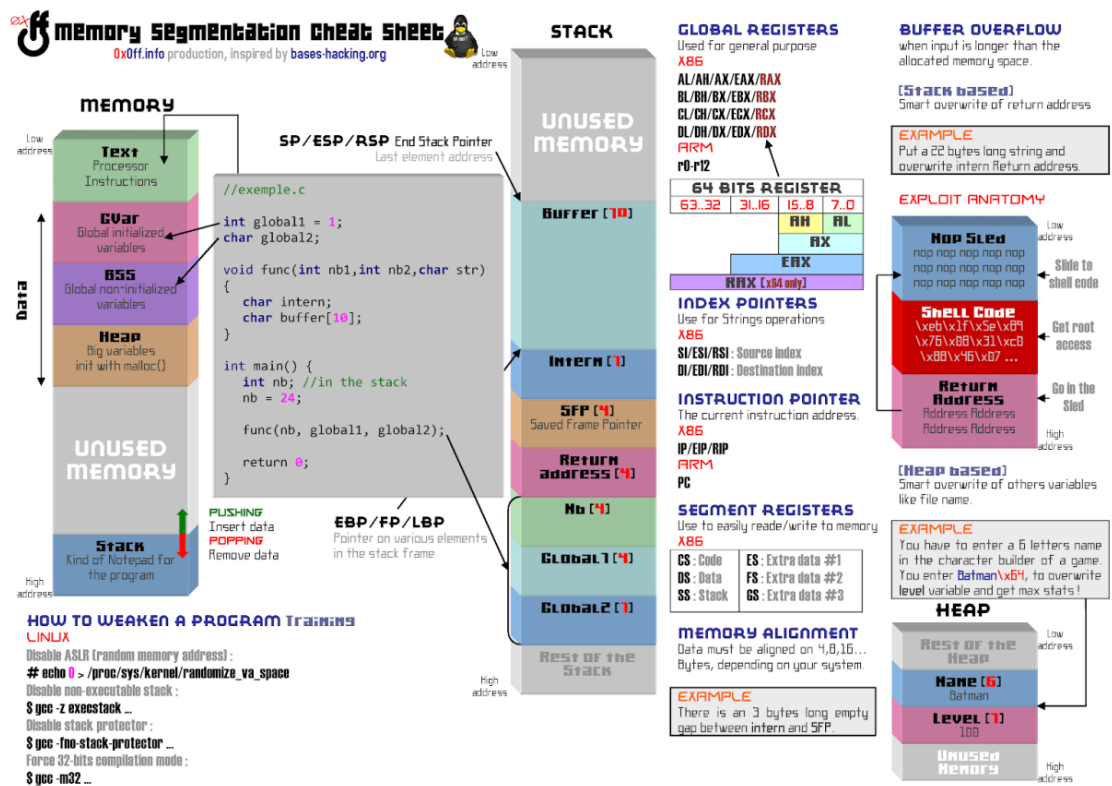 0x
ff Memory Segmentation Cheat Sheet
0x0ff.info production, inspired by bases-hacking.org
MEMORY
Low
address
Text
Processor
Instructions
GVar
Global initialized
variables
BSS
Global non-initialized
variables
Heap
Big variables
init with malloc()
Data
UNUSED
MEMORY
Stack
Kind of Notepad for
the program
High
address
PUSHING
Insert data
POPPING
Remove data
SP/ESP/RSP End Stack Pointer
Last element address
//exemple.c
int global1 = 1;
char global2;
void func(int nb1,int nb2,char str)
{
char intern;
char buffer[10];
}
int main() {
int nb; //in the stack
nb = 24;
func(nb, global1, global2);
return 0;
}
EBP/FP/LBP
Pointer on various elements
in the stack frame
HOW TO WEAKEN A PROGRAM Training
LINUX
Disable ASLR (random memory address) :
# echo 0 > /proc/sys/kernel/randomize_va_space
Disable non-executable stack :
$ gcc -z execstack ...
Disable stack protector :
$ gcc -fno-stack-protector ...
Force 32-bits compilation mode :
$ gcc -m32 ...
STACK
Low
address
UNUSED
MEMORY
Buffer [10]
Intern [1]
SFP [4]
Saved Frame Pointer
Return
address [4]
Nb [4]
Global1 [4]
Global2 [1]
Rest of the
Stack
High
address
GLOBAL REGISTERS
Used for general purpose
X86
AL/AH/AX/EAX/RAX
BL/BH/BX/EBX/RBX
CL/CH/CX/ECX/RCX
DL/DH/DX/EDX/RDX
ARM
r0-r12
64 BITS REGISTER
63..32 31..16 15..8 7..0
AH AL
AX
EAX
RAX [x64 only]
INDEX POINTERS
Use for Strings operations
X86
SI/ESI/RSI : Source index
DI/EDI/RDI : Destination index
INSTRUCTION POINTER
The current instruction address.
X86
IP/EIP/RIP
ARM
PC
SEGMENT REGISTERS
Use to easily reade/write to memory
X86
CS : Code ES : Extra data #1
DS : Data FS : Extra data #2
SS : Stack GS : Extra data #3
MEMORY ALIGNMENT
Data must be aligned on 4,8,16...
Bytes, depending on your system.
EXAMPLE
There is an 3 bytes long empty
gap between intern and SFP.
BUFFER OVERFLOW
when input is longer than the
allocated memory space.
[Stack based]
Smart overwrite of return address
EXAMPLE
Put a 22 bytes long string and
overwrite intern Return address.
EXPLOIT ANATOMY
Low
address
Nop Sled
nop nop nop nop nop
nop nop nop nop nop
nop nop nop nop nop
Slide to
shell code
Shell Code
\xeb\x1f\x5e\x89
\x76\x08\x31\xc0
\x88\x46\x07 ...
Get root
access
Return
Address
Address Address
Address Address
Go in the
Sled
High
address
[Heap based]
Smart overwrite of others variables
like file name.
EXAMPLE
You have to enter a 6 letters name
in the character builder of a game.
You enter Batman\x64, to overwrite
level variable and get max stats !
HEAP
Low
address
Rest of the
Heap
Name [6]
Batman
Level [1]
100
Unused
Memory
High
address